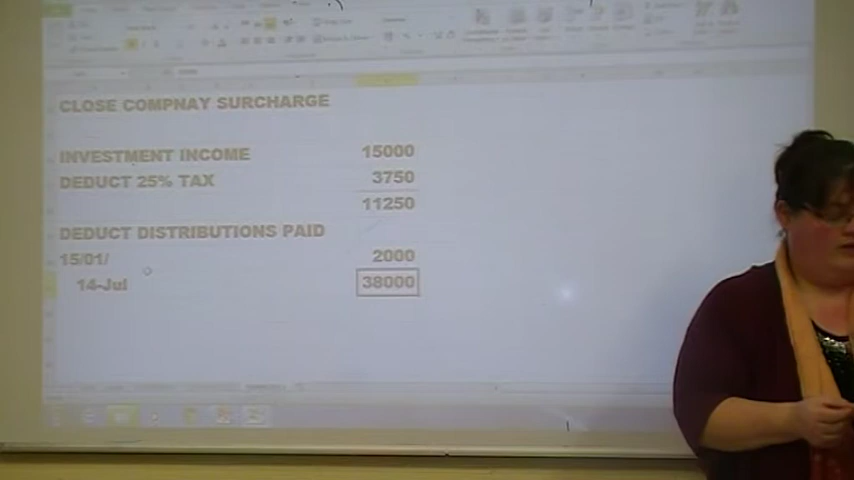 CLOSE COMPNAY SURCHARGE
INVESTMENT INCOME 15000
DEDUCT 25% TAX 3750
11250
DEDUCT DISTRIBUTIONS PAID
15/01/ 2000
14-Jul 38000